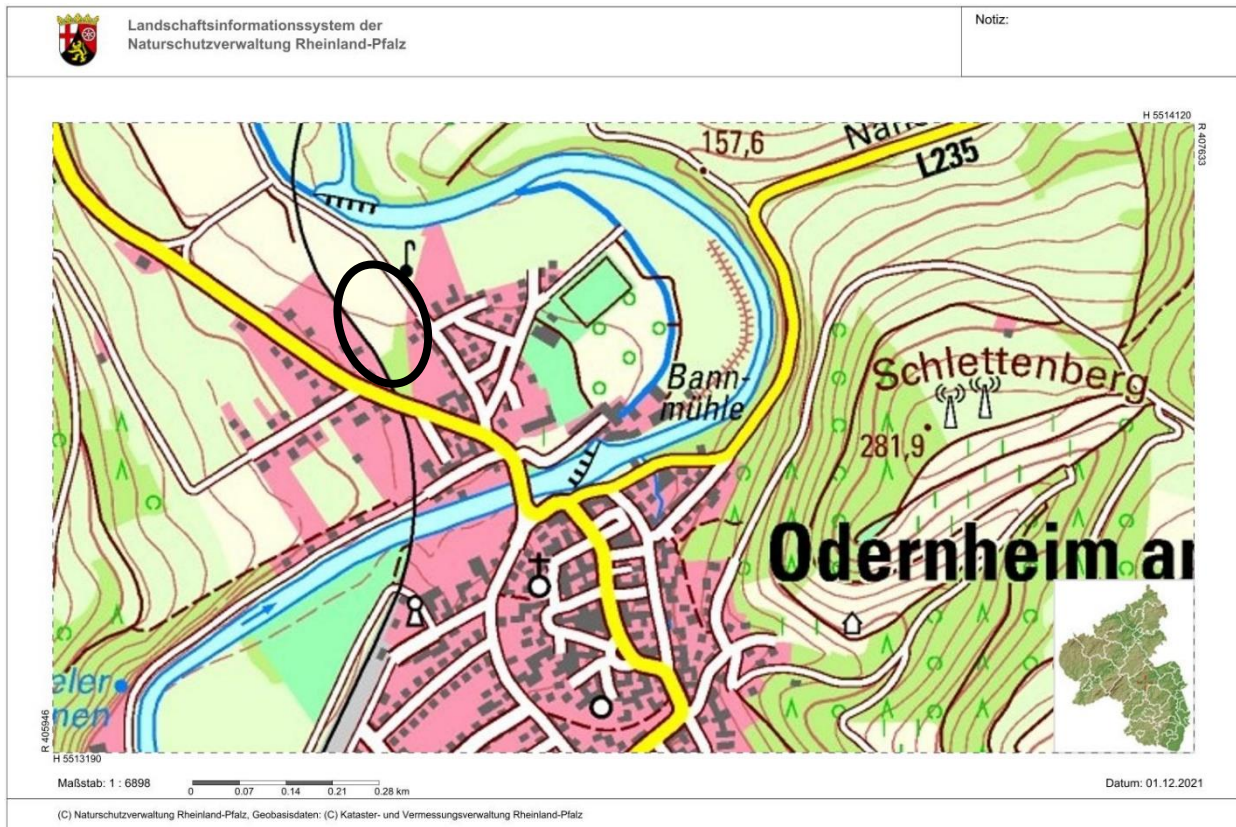 Landschaftsinformationssystem der
Naturschutzverwaltung Rheinland-Pfalz
Notiz:
H 5514120
R 407633
157,6
L235
Bann-
mühle
Schlettenberg
281,9
Odernheim
eler
nen
R 405946
H 5513190
Maßstab: 1 : 6898
0 0.07 0.14 0.21 0.28 km
Datum: 01.12.2021
(C) Naturschutzverwaltung Rheinland-Pfalz, Geobasisdaten: (C) Kataster- und Vermessungsverwaltung Rheinland-Pfalz